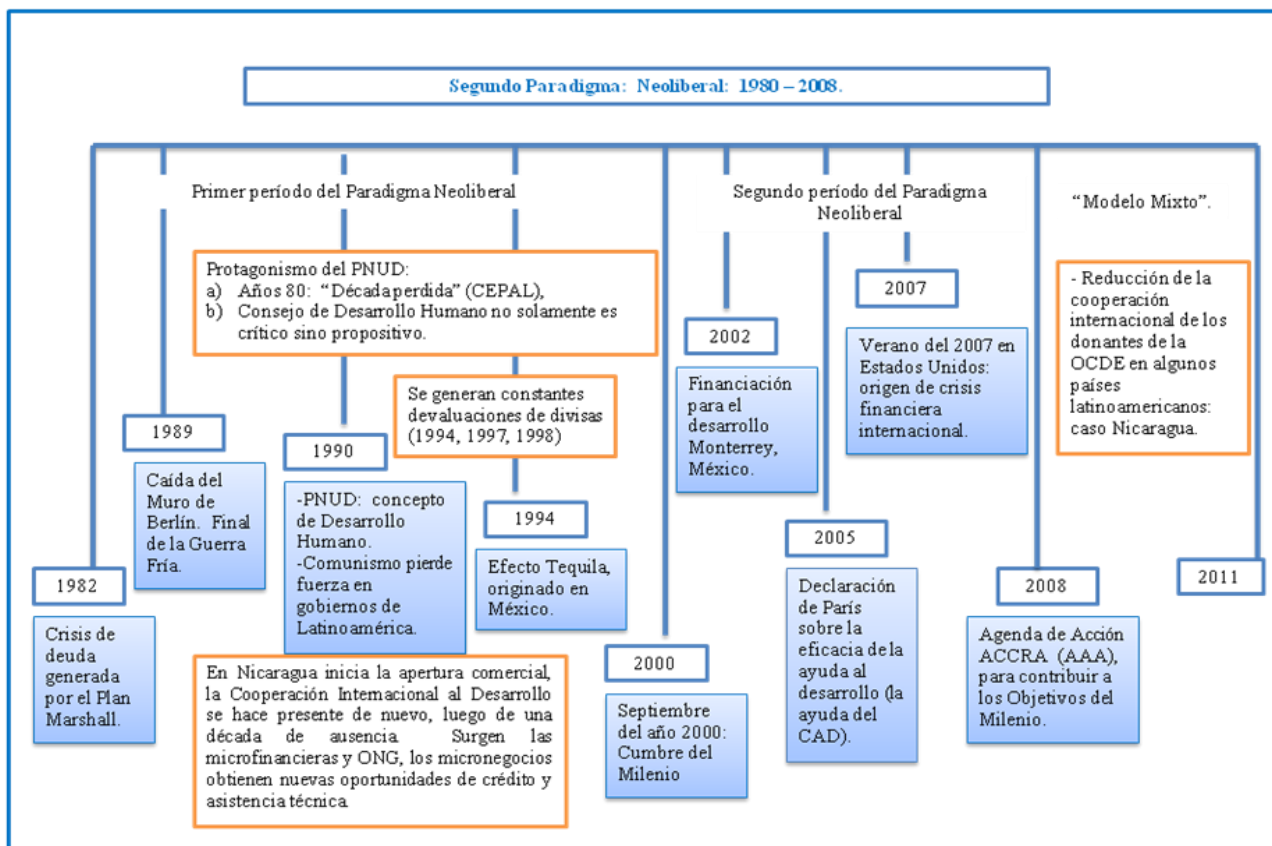 Segundo Paradigma: Neoliberal: 1980 – 2008.
Primer período del Paradigma Neoliberal
Segundo período del Paradigma
Neoliberal
“Modelo Mixto”.
Protagonismo del PNUD:
a) Años 80: “Década perdida” (CEPAL),
b) Consejo de Desarrollo Humano no solamente es
crítico sino propositivo.
- Reducción de la
cooperación
internacional de los
donantes de la
OCDE en algunos
países
latinoamericanos:
caso Nicaragua.
Se generan constantes
devaluaciones de divisas
(1994, 1997, 1998)
1982
Crisis de
deuda
generada
por el Plan
Marshall.
1989
Caída del
Muro de
Berlín. Final
de la Guerra
Fría.
1990
-PNUD: concepto
de Desarrollo
Humano.
-Comunismo pierde
fuerza en
gobiernos de
Latinoamérica.
En Nicaragua inicia la apertura comercial,
la Cooperación Internacional al Desarrollo
se hace presente de nuevo, luego de una
década de ausencia. Surgen las
microfinancieras y ONG, los micronegocios
obtienen nuevas oportunidades de crédito y
asistencia técnica.
1994
Efecto Tequila,
originado en
México.
2000
Septiembre
del año 2000:
Cumbre del
Milenio
2002
Financiación
para el
desarrollo
Monterrey,
México.
2005
Declaración
de París
sobre la
eficacia de la
ayuda al
desarrollo (la
ayuda del
CAD).
2007
Verano del 2007 en
Estados Unidos:
origen de crisis
financiera
internacional.
2008
Agenda de Acción
ACCRA (AAA),
para contribuir a
los Objetivos del
Milenio.
2011